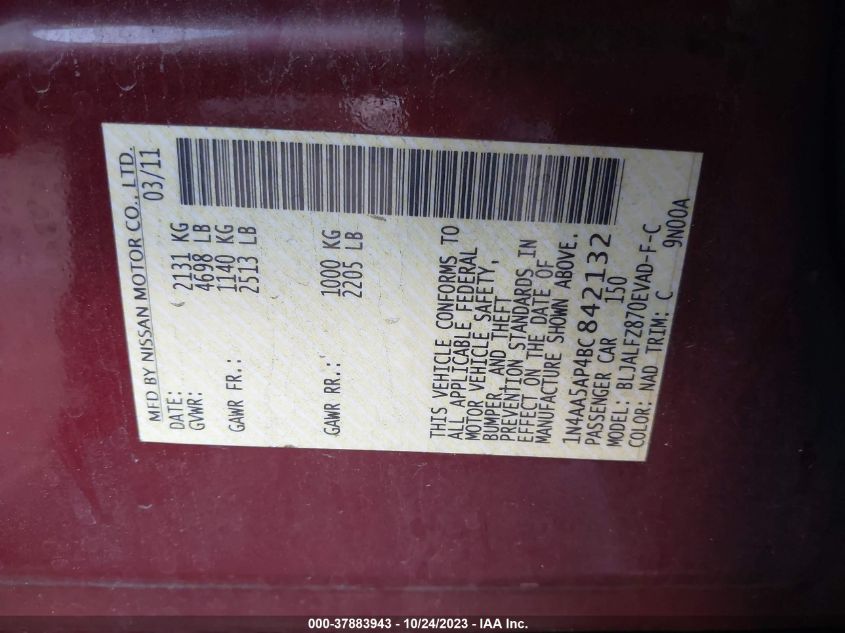 MFD BY NISSAN MOTOR CO., LTD.
DATE: 03/11
GVWR: 2131 KG
4698 LB
GAWR FR.: 1140 KG
2513 LB
GAWR RR.: 1000 KG
2205 LB
THIS VEHICLE CONFORMS TO
ALL APPLICABLE FEDERAL
MOTOR VEHICLE SAFETY,
BUMPER, AND THEFT
PREVENTION STANDARDS IN
EFFECT ON THE DATE OF
MANUFACTURE SHOWN ABOVE.
1N4AA5AP4BC842132
PASSENGER CAR 150
MODEL: BLJALFZ870EVAD-F-C
COLOR: NAD TRIM: C 9N00A
000-37883943 / 10/24/2023 - IAA Inc.